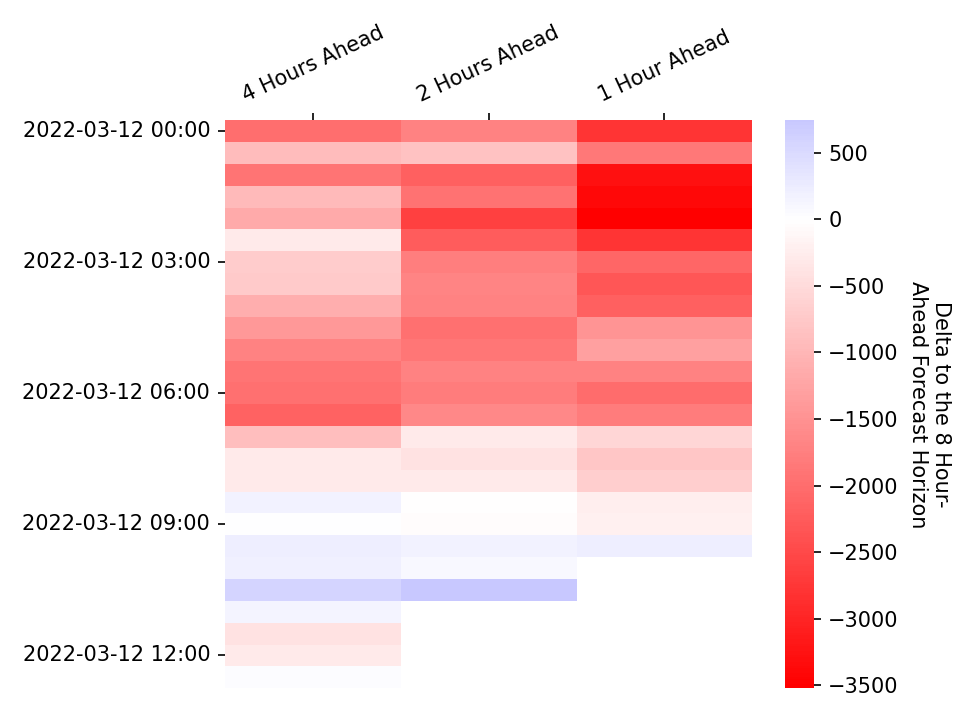 4 Hours Ahead
2 Hours Ahead
1 Hour Ahead
2022-03-12 00:00
2022-03-12 03:00
2022-03-12 06:00
2022-03-12 09:00
2022-03-12 12:00
500
0
−500
−1000
−1500
−2000
−2500
−3000
−3500
Delta to the 8 Hour-
Ahead Forecast Horizon